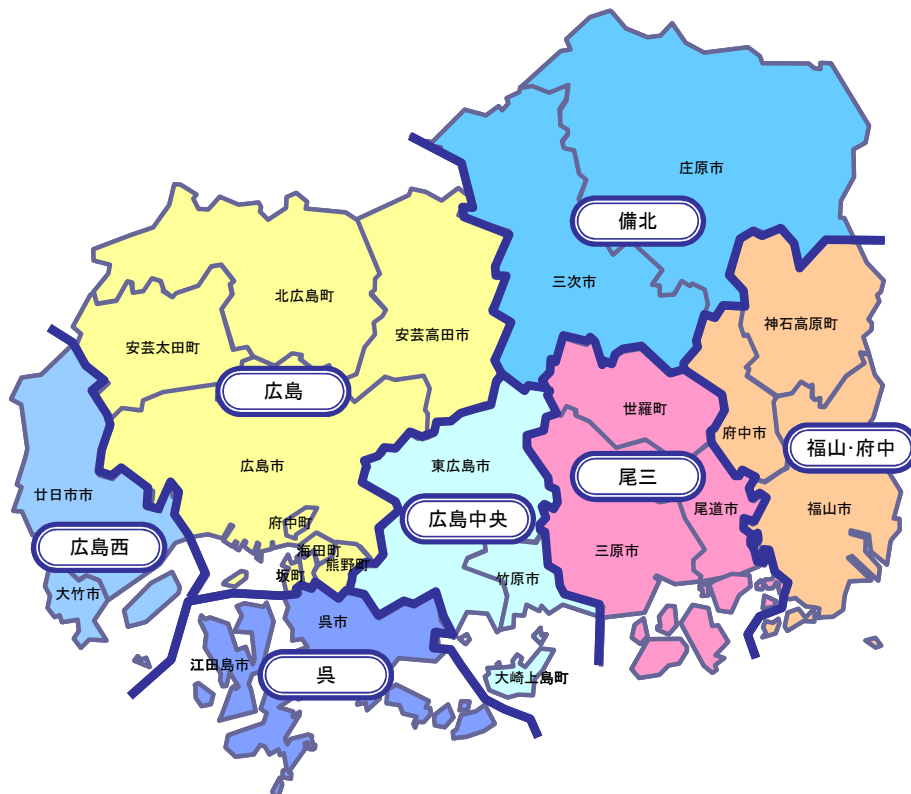 庄原市
備北
三次市
北広島町
神石高原町
安芸高田市
安芸太田町
広島
世羅町
府中市
福山・府中
広島市
東広島市
尾三
廿日市市
尾道市
福山市
府中町
広島中央
広島西
海田町
三原市
熊野町
坂町
竹原市
大竹市
呉市
江田島市
呉
大崎上島町